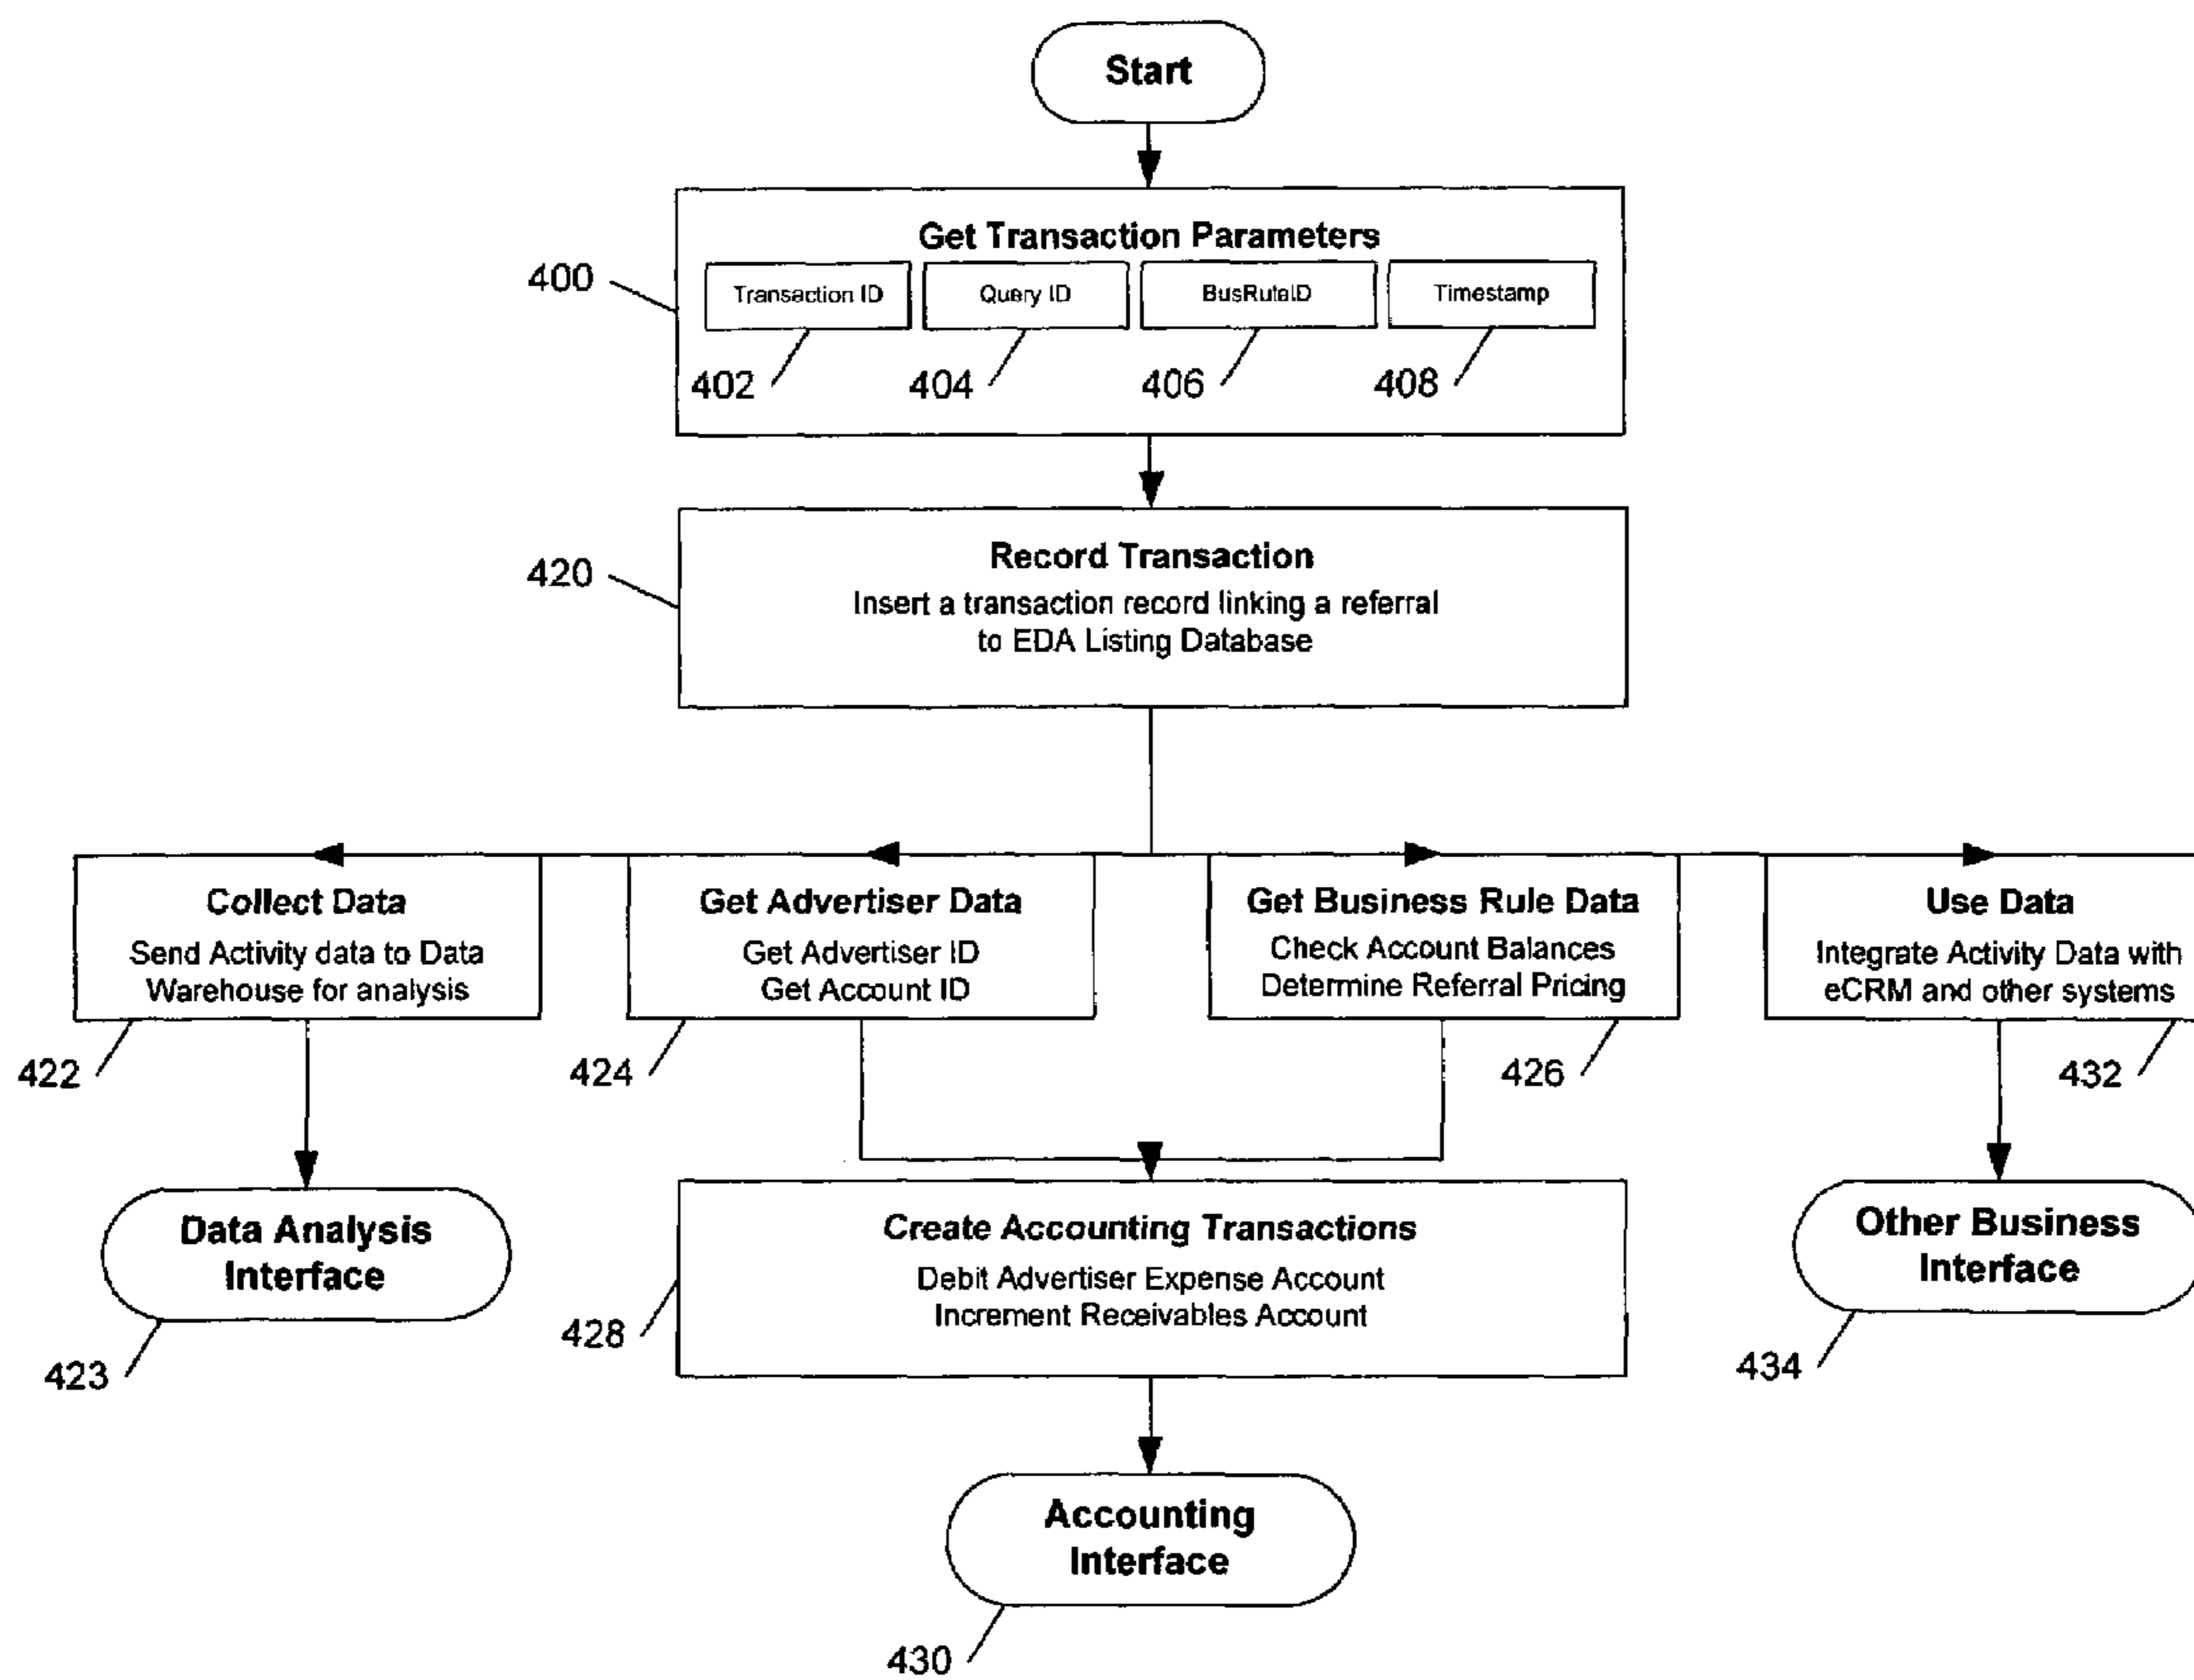 Start
Get Transaction Parameters
400
Transaction ID
Query ID
BusRuleID
Timestamp
402
404
406
408
420
Record Transaction
Insert a transaction record linking a referral
to EDA Listing Database
Collect Data
Send Activity data to Data
Warehouse for analysis
422
Get Advertiser Data
Get Advertiser ID
Get Account ID
424
Get Business Rule Data
Check Account Balances
Determine Referral Pricing
426
Use Data
Integrate Activity Data with
eCRM and other systems
432
Data Analysis
Interface
423
Create Accounting Transactions
Debit Advertiser Expense Account
Increment Receivables Account
428
Other Business
Interface
434
Accounting
Interface
430